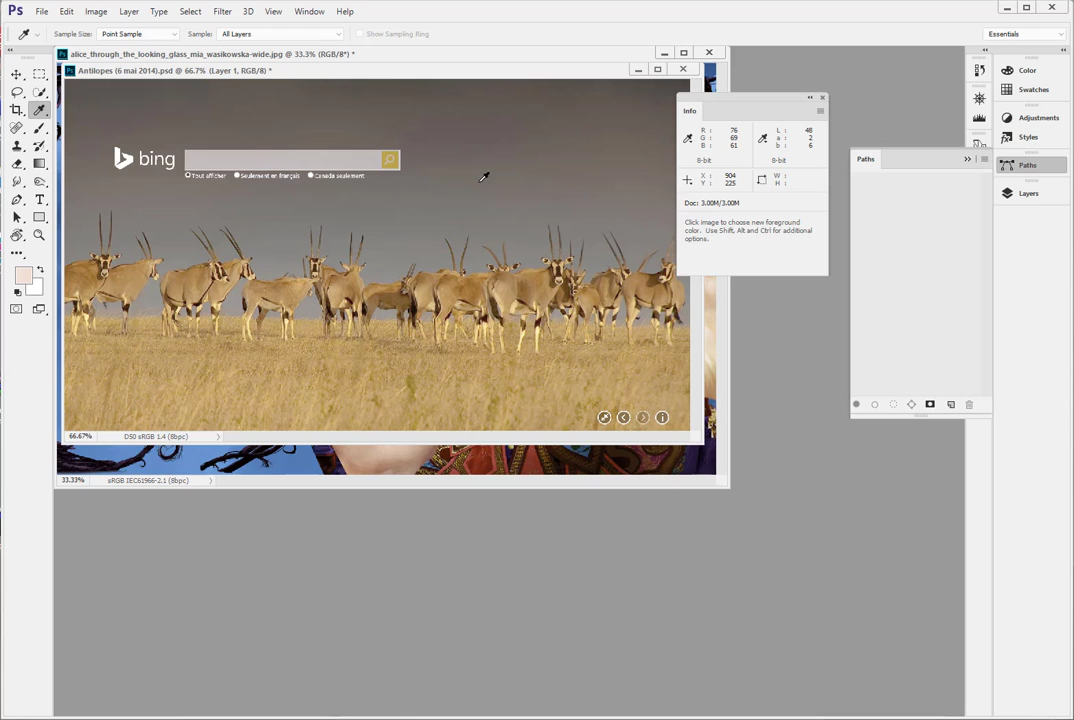 Ps File Edit Image Layer Type Select Filter 3D View Window Help
Sample Size: Point Sample Sample: All Layers Show Sampling Ring Essentials
Ps alice_through_the_looking_glass_mia_wasikowska-wide.jpg @ 33.3% (RGB/8*) *
Ps Antilopes (6 mai 2014).psd @ 66.7% (Layer 1, RGB/8) *
bing
Tout afficher Seulement en français Canada seulement
66.67% D50 sRGB 1.4 (8bpc)
33.33% sRGB IEC61966-2.1 (8bpc)
Info
R : 76 L : 48
G : 69 a : 2
B : 61 b : 6
8-bit 8-bit
X : 904 W :
Y : 225 H :
Doc: 3.00M/3.00M
Click image to choose new foreground
color. Use Shift, Alt and Ctrl for additional
options.
Paths
Color
Swatches
Adjustments
Styles
Paths
Layers